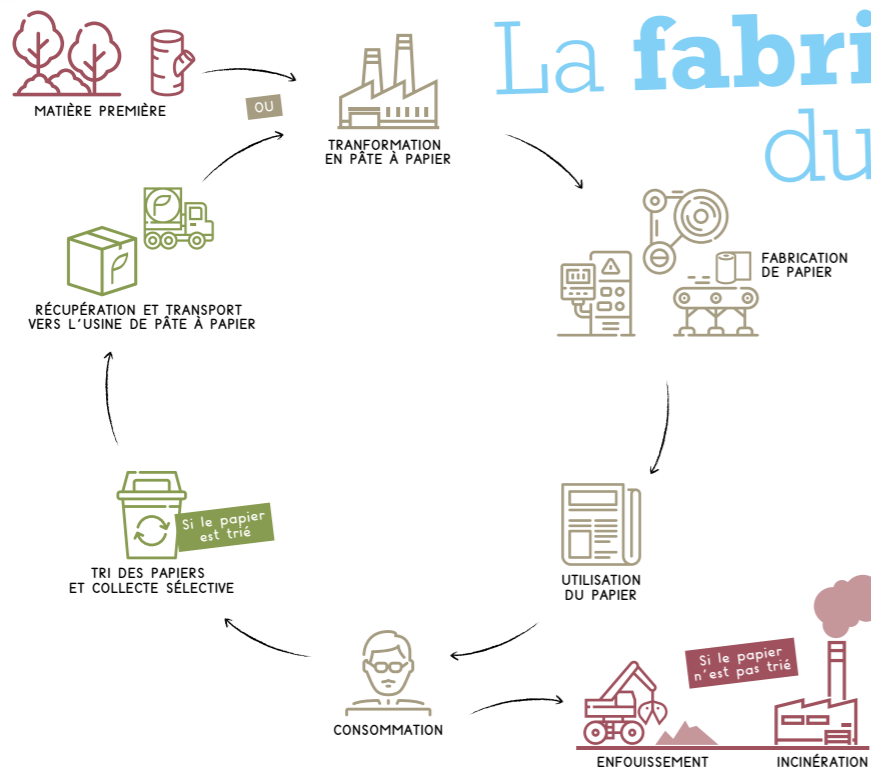 La fabri
du
MATIÈRE PREMIÈRE
OU
TRANFORMATION
EN PÂTE À PAPIER
FABRICATION
DE PAPIER
RÉCUPÉRATION ET TRANSPORT
VERS L'USINE DE PÂTE À PAPIER
Si le papier
est trié
TRI DES PAPIERS
ET COLLECTE SÉLECTIVE
UTILISATION
DU PAPIER
CONSOMMATION
Si le papier
n'est pas trié
ENFOUISSEMENT
INCINÉRATION